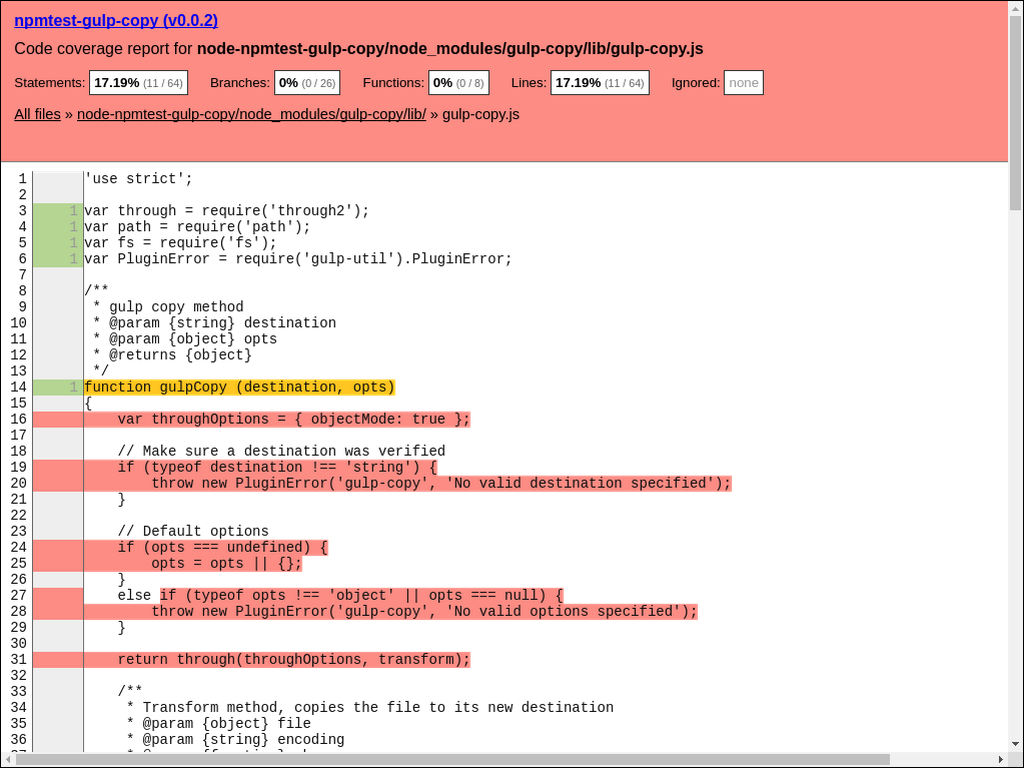 npmtest-gulp-copy (v0.0.2)
Code coverage report for node-npmtest-gulp-copy/node_modules/gulp-copy/lib/gulp-copy.js
Statements: 17.19% (11 / 64) Branches: 0% (0 / 26) Functions: 0% (0 / 8) Lines: 17.19% (11 / 64) Ignored: none
All files » node-npmtest-gulp-copy/node_modules/gulp-copy/lib/ » gulp-copy.js
1 'use strict';
2
3 1 var through = require('through2');
4 1 var path = require('path');
5 1 var fs = require('fs');
6 1 var PluginError = require('gulp-util').PluginError;
7
8 /**
9  * gulp copy method
10  * @param {string} destination
11  * @param {object} opts
12  * @returns {object}
13  */
14 1 function gulpCopy (destination, opts)
15 {
16     var throughOptions = { objectMode: true };
17
18     // Make sure a destination was verified
19     if (typeof destination !== 'string') {
20         throw new PluginError('gulp-copy', 'No valid destination specified');
21     }
22
23     // Default options
24     if (opts === undefined) {
25         opts = opts || {};
26     }
27     else if (typeof opts !== 'object' || opts === null) {
28         throw new PluginError('gulp-copy', 'No valid options specified');
29     }
30
31     return through(throughOptions, transform);
32
33     /**
34      * Transform method, copies the file to its new destination
35      * @param {object} file
36      * @param {string} encoding